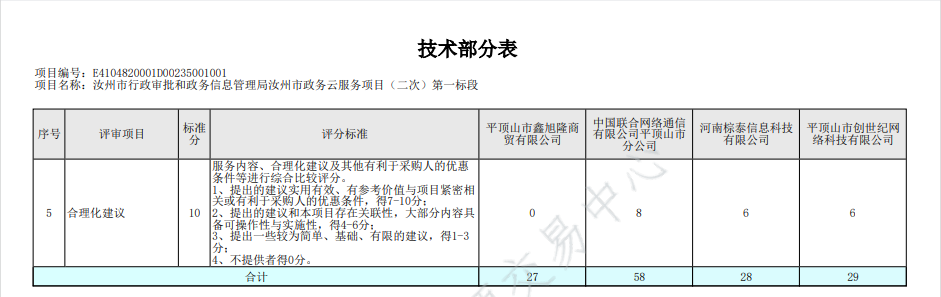 技术部分表
项目编号：E4104820001D00235001001
项目名称：汝州市行政审批和政务信息管理局汝州市政务云服务项目（二次）第一标段
序号 评审项目 标准分 评分标准 平顶山市鑫旭隆商贸有限公司 中国联合网络通信有限公司平顶山市分公司 河南棕泰信息科技有限公司 平顶山市创世纪网络科技有限公司
服务内容、合理化建议及其他有利于采购人的优惠
条件等进行综合比较评分。
1、提出的建议实用有效、有参考价值与项目紧密相
关或有利于采购人的优惠条件，得7-10分；
5 合理化建议 10 2、提出的建议和本项目存在关联性，大部分内容具 0 8 6 6
备可操作性与实施性，得4-6分；
3、提出一些较为简单、基础、有限的建议，得1-3
分；
4、不提供者得0分。
合计 27 58 28 29
交易中心